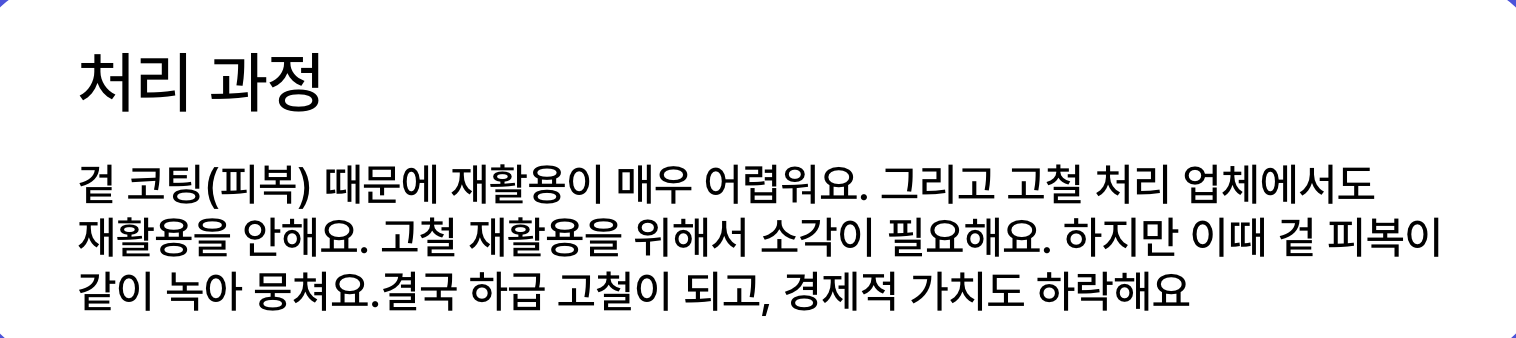 처리 과정
겉 코팅(피복) 때문에 재활용이 매우 어렵워요. 그리고 고철 처리 업체에서도
재활용을 안해요. 고철 재활용을 위해서 소각이 필요해요. 하지만 이때 겉 피복이
같이 녹아 뭉쳐요.결국 하급 고철이 되고, 경제적 가치도 하락해요